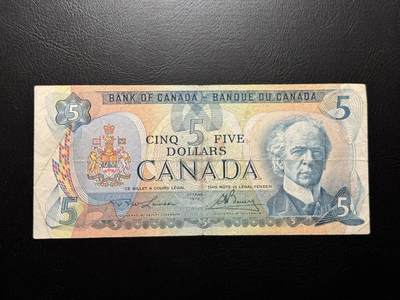 BANK OF CANADA – BANQUE DU CANADA
5 5 5
CINQ FIVE
DOLLARS
CANADA
CE BILLET A COURS LÉGAL THIS NOTE IS LEGAL TENDER
5 5